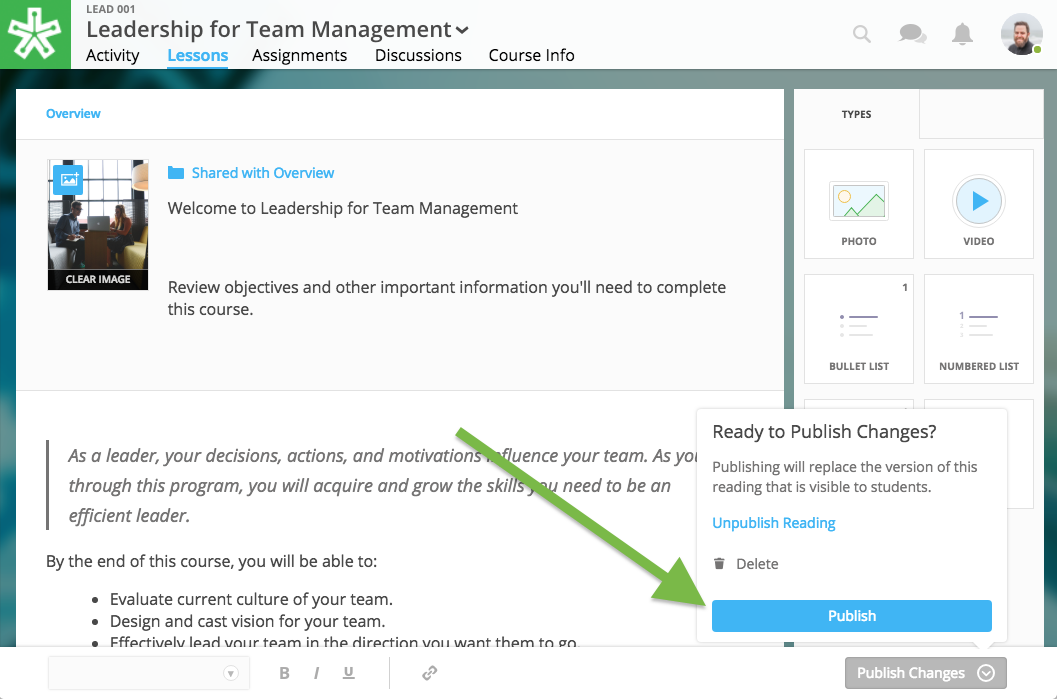 LEAD 001
Leadership for Team Management
Activity Lessons Assignments Discussions Course Info
Overview
Shared with Overview
Welcome to Leadership for Team Management
CLEAR IMAGE
Review objectives and other important information you'll need to complete
this course.
As a leader, your decisions, actions, and motivations influence your team. As you
through this program, you will acquire and grow the skills you need to be an
efficient leader.
By the end of this course, you will be able to:
• Evaluate current culture of your team.
• Design and cast vision for your team.
• Effectively lead your team in the direction you want them to go.
TYPES
PHOTO
VIDEO
1
BULLET LIST
1
2
3
NUMBERED LIST
Ready to Publish Changes?
Publishing will replace the version of this
reading that is visible to students.
Unpublish Reading
Delete
Publish
B I U
Publish Changes